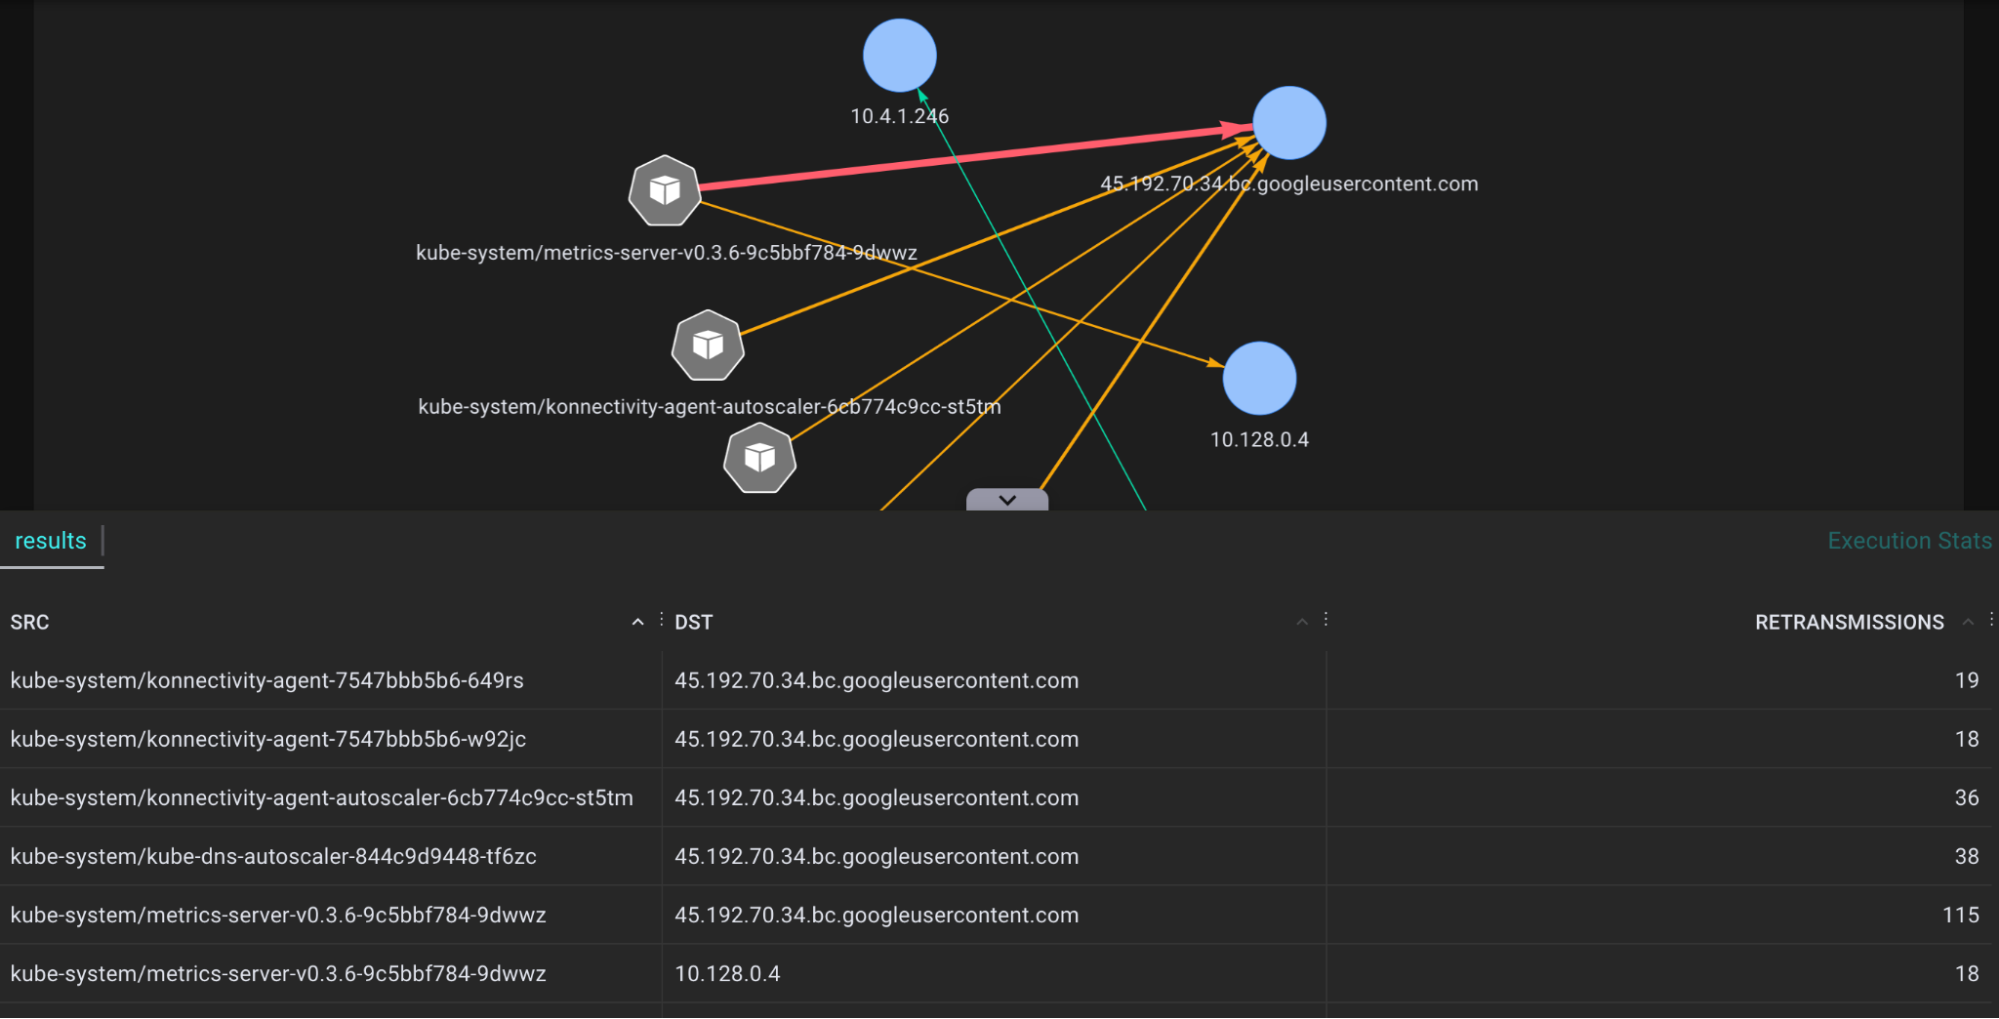 10.4.1.246
45.192.70.34.bc.googleusercontent.com
kube-system/metrics-server-v0.3.6-9c5bbf784-9dwwz
kube-system/konnectivity-agent-autoscaler-6cb774c9cc-st5tm
10.128.0.4
results
Execution Stats
SRC DST RETRANSMISSIONS
kube-system/konnectivity-agent-7547bbb5b6-649rs 45.192.70.34.bc.googleusercontent.com 19
kube-system/konnectivity-agent-7547bbb5b6-w92jc 45.192.70.34.bc.googleusercontent.com 18
kube-system/konnectivity-agent-autoscaler-6cb774c9cc-st5tm 45.192.70.34.bc.googleusercontent.com 36
kube-system/kube-dns-autoscaler-844c9d9448-tf6zc 45.192.70.34.bc.googleusercontent.com 38
kube-system/metrics-server-v0.3.6-9c5bbf784-9dwwz 45.192.70.34.bc.googleusercontent.com 115
kube-system/metrics-server-v0.3.6-9c5bbf784-9dwwz 10.128.0.4 18